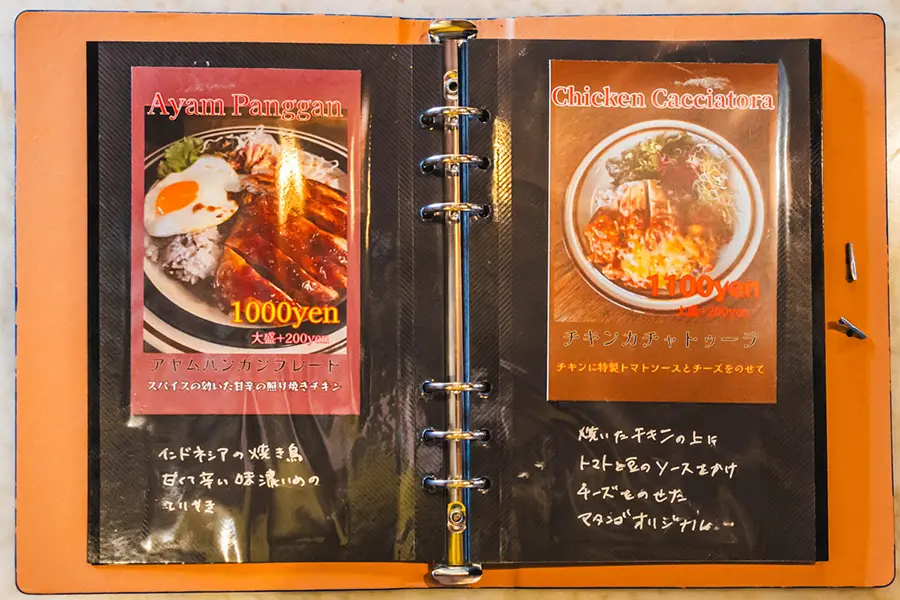 Ayam Panggan
1000yen
大盛+200yen
アヤムパンガンプレート
スパイスの効いた甘辛の照り焼きチキン
インドネシアの焼き鳥
甘くて辛い味濃いめの
てりやき
Chicken Cacciatora
1100yen
大盛+200yen
チキンカチャトゥーラ
チキンに特製トマトソースとチーズをのせて
焼いたチキンの上に
トマトと豆のソースをかけ
チーズをのせた
マタンゴオリジナル